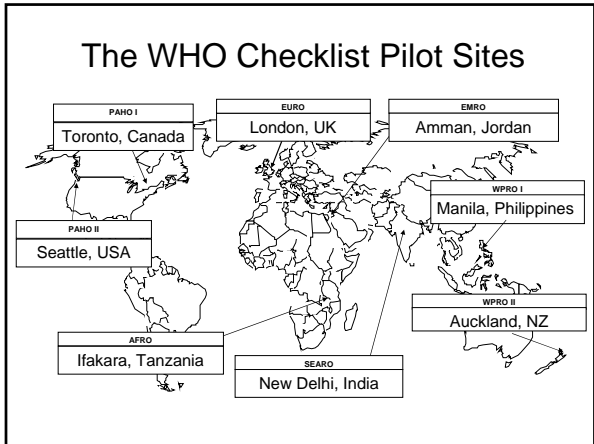 The WHO Checklist Pilot Sites
PAHO I
Toronto, Canada
EURO
London, UK
EMRO
Amman, Jordan
WPRO I
Manila, Philippines
PAHO II
Seattle, USA
WPRO II
Auckland, NZ
AFRO
Ifakara, Tanzania
SEARO
New Delhi, India